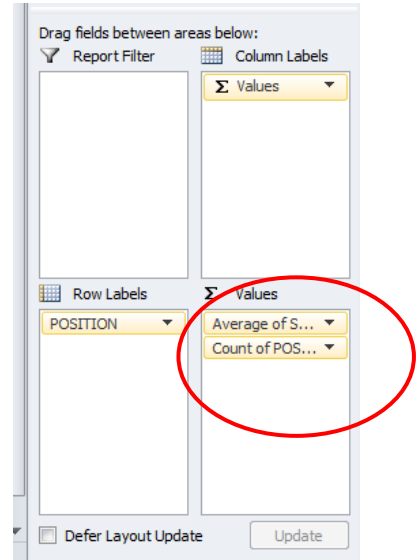 Drag fields between areas below:
Report Filter
Column Labels
Σ Values
Row Labels
Σ Values
POSITION
Average of S...
Count of POS...
Defer Layout Update
Update